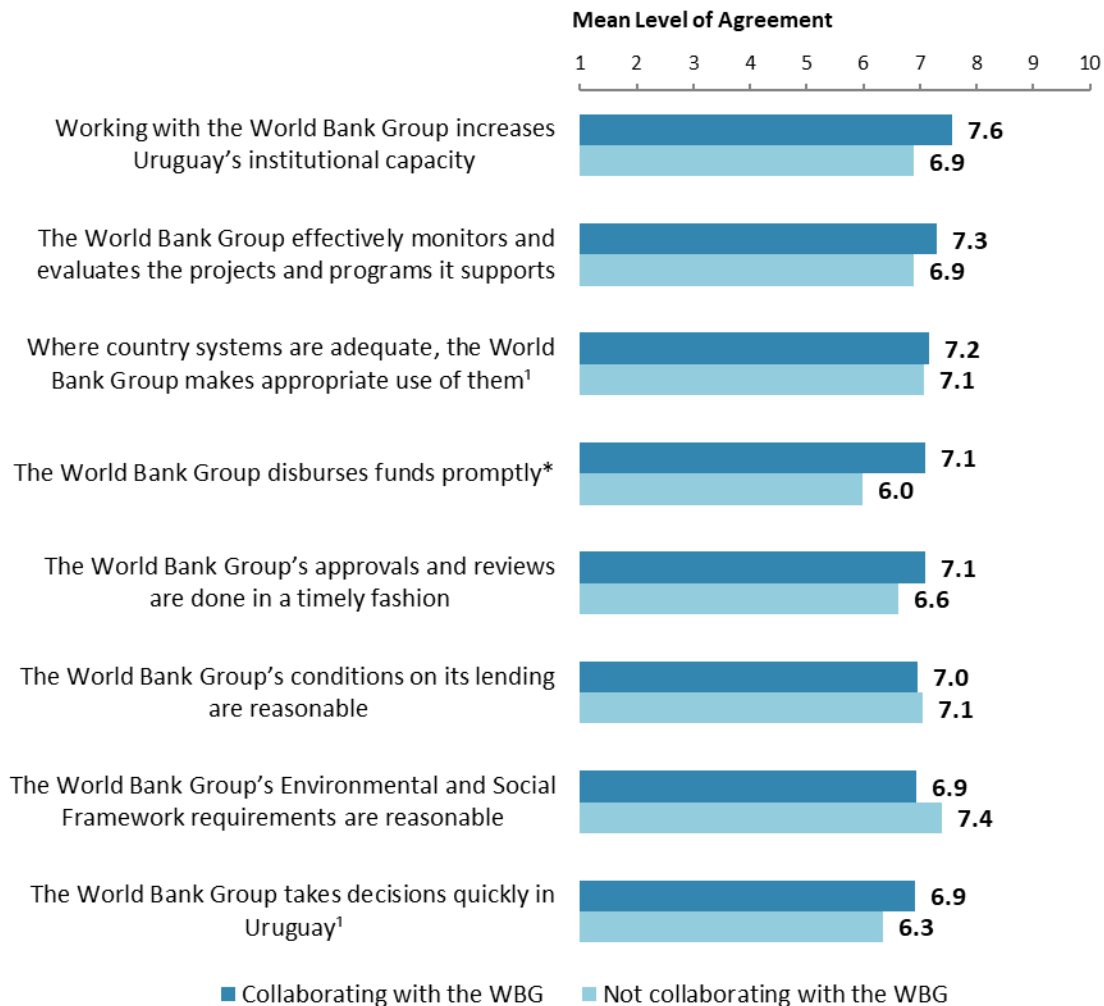 Mean Level of Agreement
1 2 3 4 5 6 7 8 9 10
Working with the World Bank Group increases
Uruguay’s institutional capacity
7.6
6.9
The World Bank Group effectively monitors and
evaluates the projects and programs it supports
7.3
6.9
Where country systems are adequate, the World
Bank Group makes appropriate use of them¹
7.2
7.1
The World Bank Group disburses funds promptly*
7.1
6.0
The World Bank Group’s approvals and reviews
are done in a timely fashion
7.1
6.6
The World Bank Group’s conditions on its lending
are reasonable
7.0
7.1
The World Bank Group’s Environmental and Social
Framework requirements are reasonable
6.9
7.4
The World Bank Group takes decisions quickly in
Uruguay¹
6.9
6.3
Collaborating with the WBG Not collaborating with the WBG